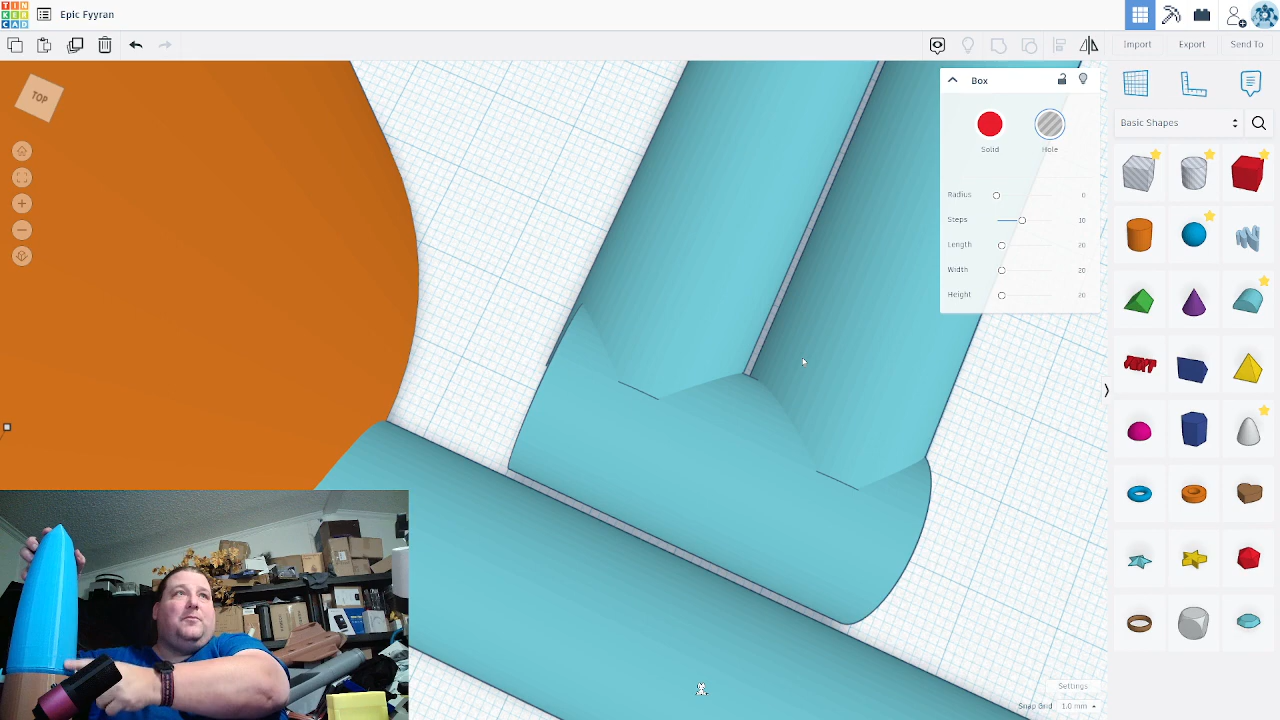 TIN
KER
CAD
Epic Fyyran
Import
Export
Send To
TOP
Box
Solid
Hole
Radius 0
Steps 10
Length 20
Width 20
Height 20
Basic Shapes
TEXT
Settings
Snap Grid 1.0 mm